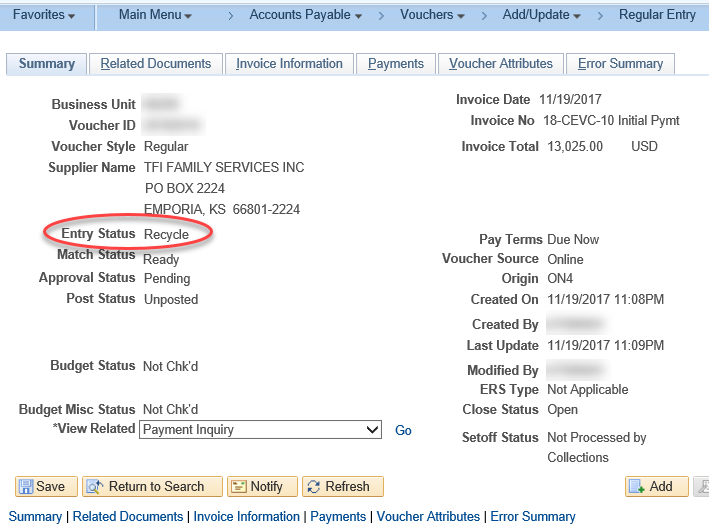 Favorites Main Menu > Accounts Payable > Vouchers > Add/Update > Regular Entry
Summary Related Documents Invoice Information Payments Voucher Attributes Error Summary
Business Unit
Voucher ID
Voucher Style Regular
Supplier Name TFI FAMILY SERVICES INC
PO BOX 2224
EMPORIA, KS 66801-2224
Entry Status Recycle
Match Status Ready
Approval Status Pending
Post Status Unposted
Budget Status Not Chk'd
Budget Misc Status Not Chk'd
*View Related Payment Inquiry Go
Invoice Date 11/19/2017
Invoice No 18-CEVC-10 Initial Pymt
Invoice Total 13,025.00 USD
Pay Terms Due Now
Voucher Source Online
Origin ON4
Created On 11/19/2017 11:08PM
Created By
Last Update 11/19/2017 11:09PM
Modified By
ERS Type Not Applicable
Close Status Open
Setoff Status Not Processed by
Collections
Save Return to Search Notify Refresh Add
Summary | Related Documents | Invoice Information | Payments | Voucher Attributes | Error Summary